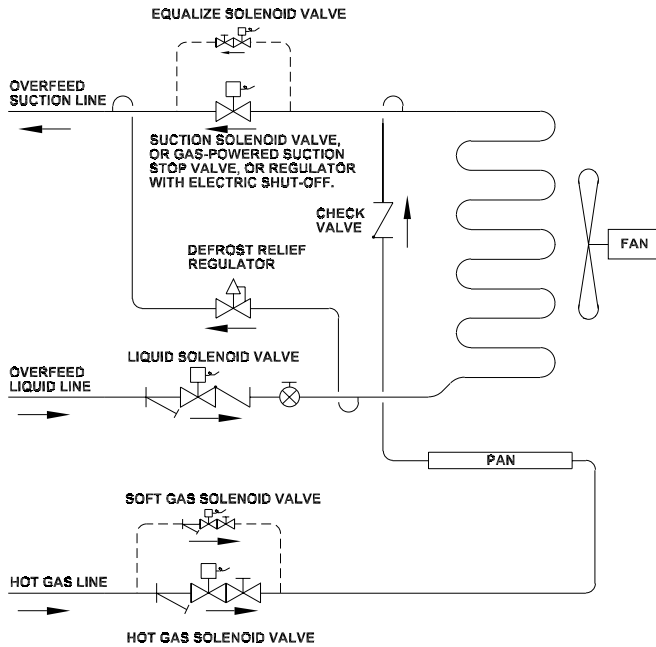 EQUALIZE SOLENOID VALVE
OVERFEED
SUCTION LINE
SUCTION SOLENOID VALVE,
OR GAS-POWERED SUCTION
STOP VALVE, OR REGULATOR
WITH ELECTRIC SHUT-OFF.
CHECK
VALVE
FAN
DEFROST RELIEF
REGULATOR
LIQUID SOLENOID VALVE
OVERFEED
LIQUID LINE
PAN
SOFT GAS SOLENOID VALVE
HOT GAS LINE
HOT GAS SOLENOID VALVE